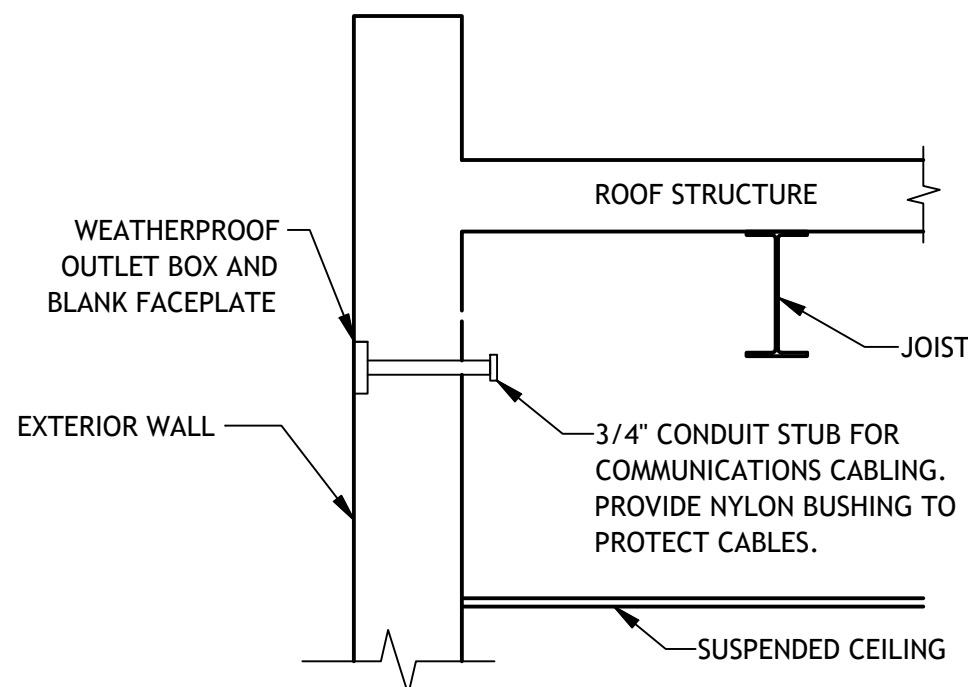 ROOF STRUCTURE
WEATHERPROOF
OUTLET BOX AND
BLANK FACEPLATE
JOIST
EXTERIOR WALL
3/4" CONDUIT STUB FOR
COMMUNICATIONS CABLING.
PROVIDE NYLON BUSHING TO
PROTECT CABLES.
SUSPENDED CEILING